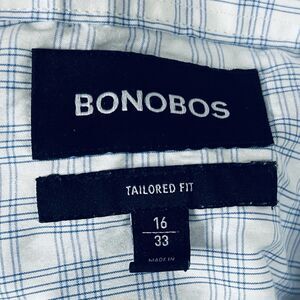 BONOBOS
TAILORED FIT
16
33
MADE IN